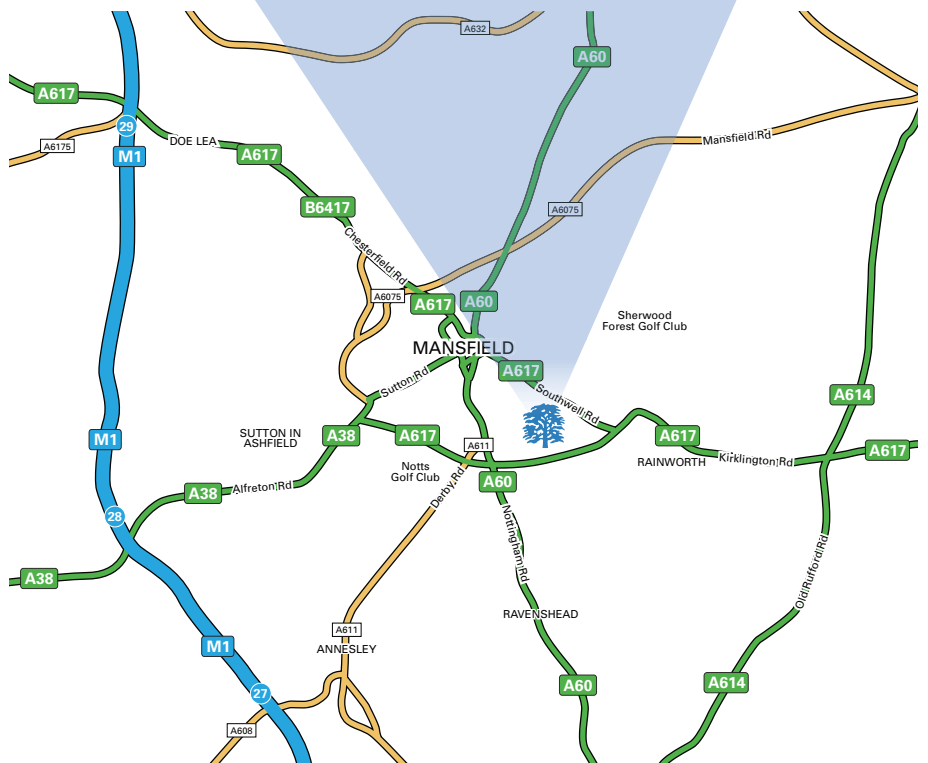 A632
A60
A617
29
A6175
M1
DOE LEA
A617
Mansfield Rd
B6417
A6075
Chesterfield Rd
A6075
A617
A60
Sherwood
Forest Golf Club
MANSFIELD
A617
Sutton Rd
Southwell Rd
A614
M1
SUTTON IN
ASHFIELD
A38
A617
A611
A617
A617
Notts
Golf Club
RAINWORTH
Kirklington Rd
A38
Alfreton Rd
Derby Rd
A60
28
Nottingham Rd
A38
Old Rufford Rd
RAVENSHEAD
A611
M1
ANNESLEY
27
A60
A614
A608